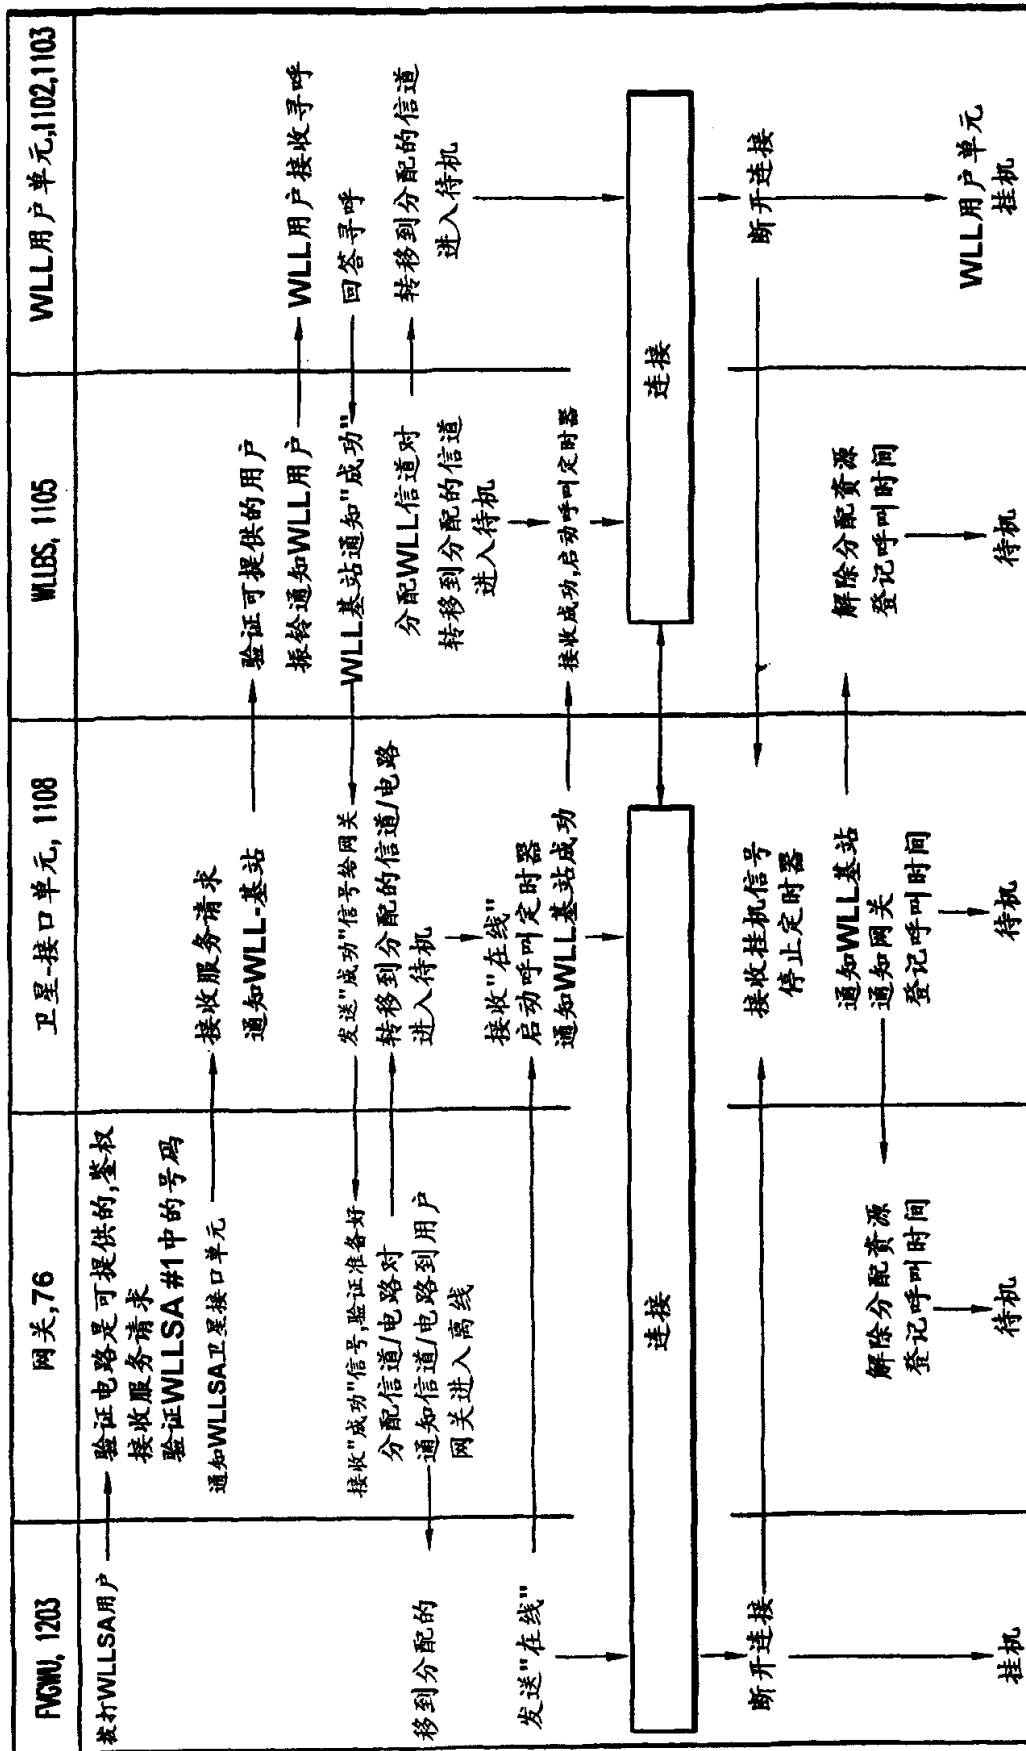 FVGWU, 1203
网关,76
卫星-接口单元, 1108
WLLBS, 1105
WLL用户单元,1102,1103
拨打WLLSA用户
移到分配的
发送"在线"
断开连接
挂机
验证电路是可提供的,鉴权
接收服务请求
验证WLLSA #1中的号码
通知WLLSA卫星接口单元
接收"成功"信号,验证准备好
分配信道/电路对
通知信道/电路到用户
网关进入离线
解除分配资源
登记呼叫时间
待机
接收服务请求
通知WLL-基站
发送"成功"信号给网关
转移到分配的信道/电路
进入待机
接收"在线"
启动呼叫定时器
通知WLL基站成功
接收挂机信号
停止定时器
通知WLL基站
通知网关
登记呼叫时间
待机
验证可提供的用户
振铃通知WLL用户
WLL基站通知"成功"
分配WLL信道对
转移到分配的信道
进入待机
接收成功,启动呼叫定时器
解除分配资源
登记呼叫时间
待机
WLL用户接收寻呼
回答寻呼
转移到分配的信道
进入待机
断开连接
WLL用户单元
挂机
连接
连接